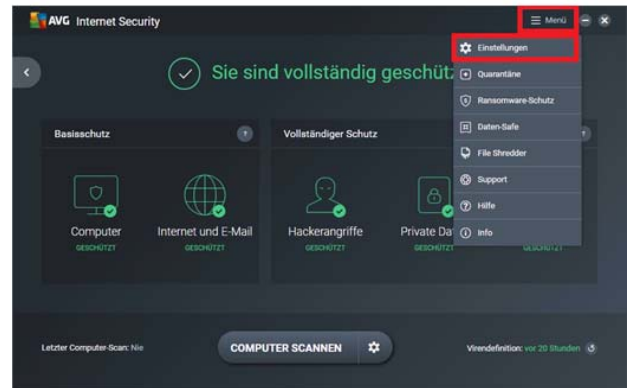 AVG Internet Security
Menü
Einstellungen
Sie sind vollständig geschütz
Quarantäne
Ransomware-Schutz
Daten-Safe
File Shredder
Support
Hilfe
Info
Basisschutz
Vollständiger Schutz
Computer
GESCHÜTZT
Internet und E-Mail
GESCHÜTZT
Hackerangriffe
GESCHÜTZT
Private Dat
GESCHÜTZT
GESCHÜTZT
Letzter Computer-Scan: Nie
COMPUTER SCANNEN
Virendefinition: vor 20 Stunden